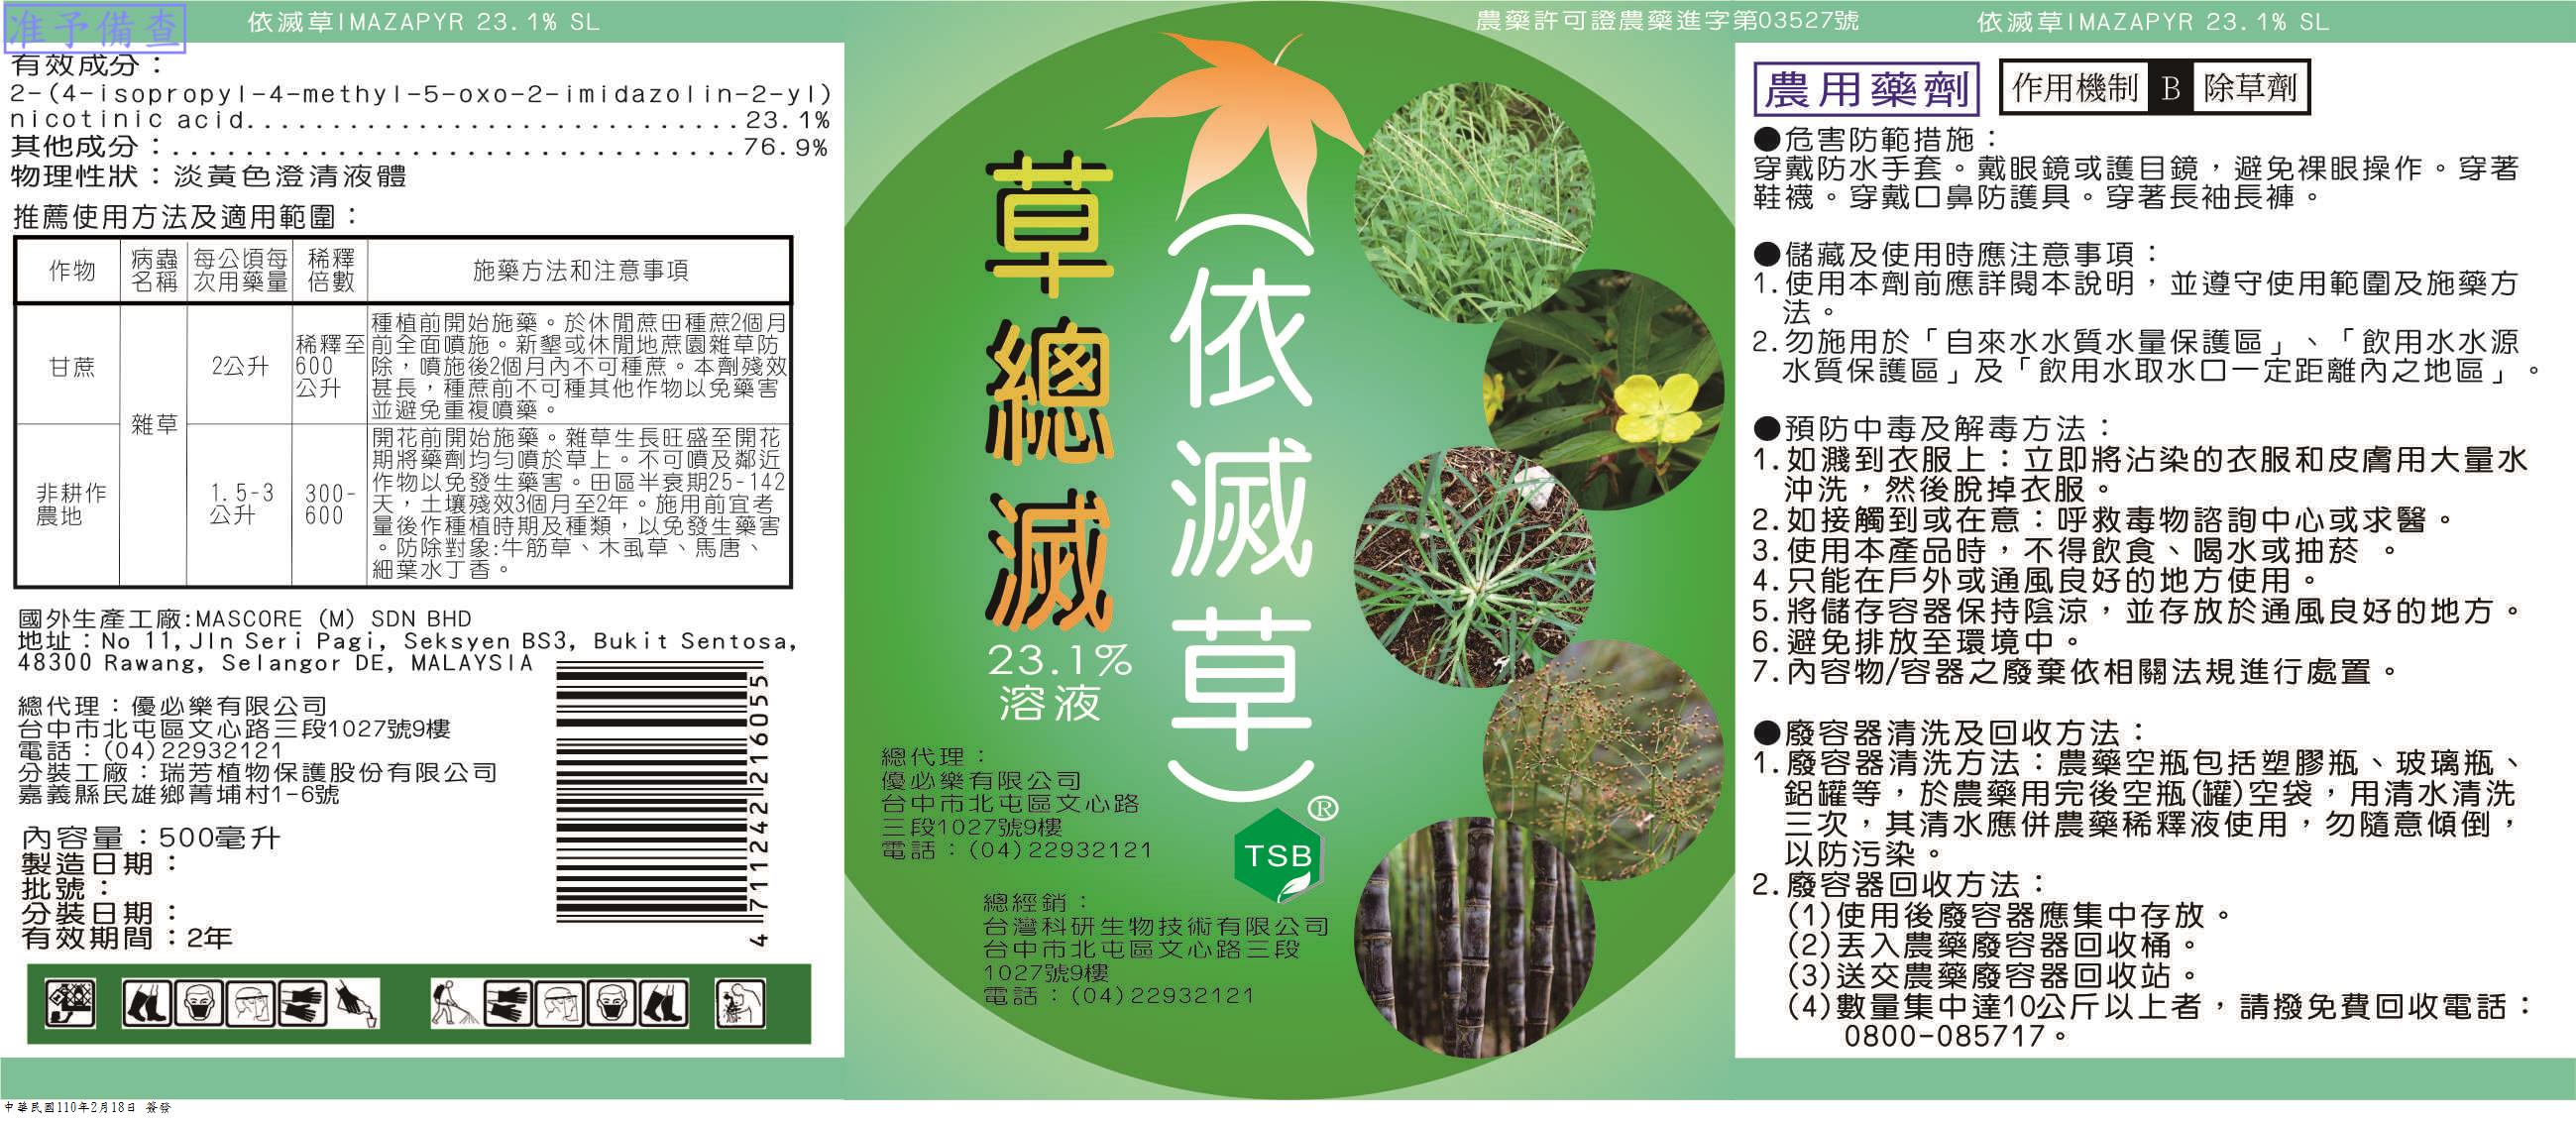 准予備查
依滅草IMAZAPYR 23.1% SL
有效成分：
2-(4-isopropyl-4-methyl-5-oxo-2-imidazolin-2-yl)
nicotinic acid..............................23.1%
其他成分：..................................76.9%
物理性狀：淡黃色澄清液體
推薦使用方法及適用範圍：
作物
病蟲
名稱
每公頃每
次用藥量
稀釋
倍數
施藥方法和注意事項
甘蔗
雜草
2公升
稀釋至
600
公升
種植前開始施藥。於休閒蔗田種蔗2個月
前全面噴施。新墾或休閒地蔗園雜草防
除，噴施後2個月內不可種蔗。本劑殘效
甚長，種蔗前不可種其他作物以免藥害
並避免重複噴藥。
非耕作
農地
1.5-3
公升
300-
600
開花前開始施藥。雜草生長旺盛至開花
期將藥劑均勻噴於草上。不可噴及鄰近
作物以免發生藥害。田區半衰期25-142
天，土壤殘效3個月至2年。施用前宜考
量後作種植時期及種類，以免發生藥害
。防除對象:牛筋草、木虱草、馬唐、
細葉水丁香。
國外生產工廠:MASCORE (M) SDN BHD
地址：No 11,Jln Seri Pagi, Seksyen BS3, Bukit Sentosa,
48300 Rawang, Selangor DE, MALAYSIA
總代理：優必樂有限公司
台中市北屯區文心路三段1027號9樓
電話：(04)22932121
分裝工廠：瑞芳植物保護股份有限公司
嘉義縣民雄鄉菁埔村1-6號
內容量：500毫升
製造日期：
批號：
分裝日期：
有效期間：2年
4 711242 216055
中華民國110年2月18日 簽發
農藥許可證農藥進字第03527號
草總滅
23.1%
溶液
(依滅草)
®
TSB
總代理：
優必樂有限公司
台中市北屯區文心路
三段1027號9樓
電話：(04)22932121
總經銷：
台灣科研生物技術有限公司
台中市北屯區文心路三段
1027號9樓
電話：(04)22932121
依滅草IMAZAPYR 23.1% SL
農用藥劑
作用機制 B 除草劑
●危害防範措施：
穿戴防水手套。戴眼鏡或護目鏡，避免裸眼操作。穿著
鞋襪。穿戴口鼻防護具。穿著長袖長褲。
●儲藏及使用時應注意事項：
1.使用本劑前應詳閱本說明，並遵守使用範圍及施藥方
法。
2.勿施用於「自來水水質水量保護區」、「飲用水水源
水質保護區」及「飲用水取水口一定距離內之地區」。
●預防中毒及解毒方法：
1.如濺到衣服上：立即將沾染的衣服和皮膚用大量水
沖洗，然後脫掉衣服。
2.如接觸到或在意：呼救毒物諮詢中心或求醫。
3.使用本產品時，不得飲食、喝水或抽菸 。
4.只能在戶外或通風良好的地方使用。
5.將儲存容器保持陰涼，並存放於通風良好的地方。
6.避免排放至環境中。
7.內容物/容器之廢棄依相關法規進行處置。
●廢容器清洗及回收方法：
1.廢容器清洗方法：農藥空瓶包括塑膠瓶、玻璃瓶、
鋁罐等，於農藥用完後空瓶(罐)空袋，用清水清洗
三次，其清水應併農藥稀釋液使用，勿隨意傾倒，
以防污染。
2.廢容器回收方法：
(1)使用後廢容器應集中存放。
(2)丟入農藥廢容器回收桶。
(3)送交農藥廢容器回收站。
(4)數量集中達10公斤以上者，請撥免費回收電話：
0800-085717。